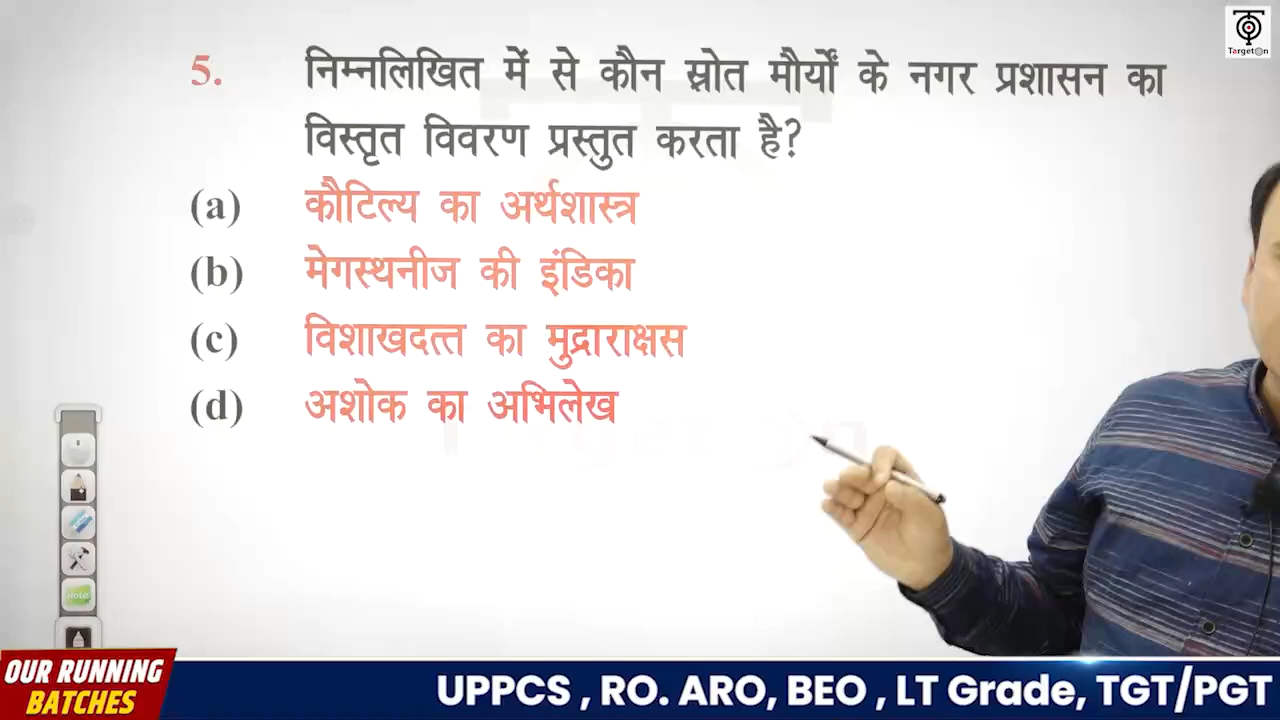 TargetOn
5. निम्नलिखित में से कौन स्रोत मौर्यों के नगर प्रशासन का
विस्तृत विवरण प्रस्तुत करता है?
(a) कौटिल्य का अर्थशास्त्र
(b) मेगस्थनीज की इंडिका
(c) विशाखदत्त का मुद्राराक्षस
(d) अशोक का अभिलेख
OUR RUNNING
BATCHES
UPPCS , RO. ARO, BEO , LT Grade, TGT/PGT